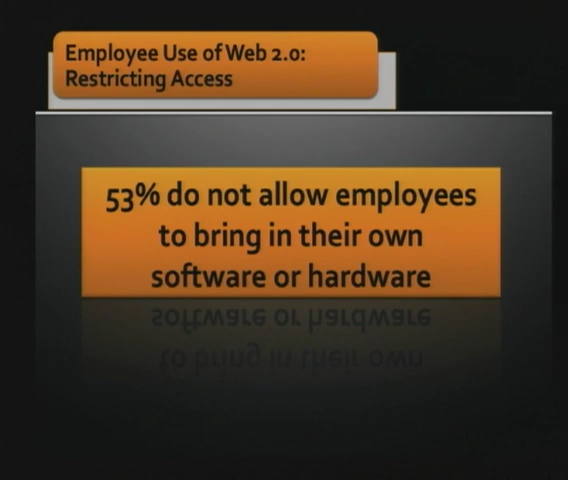 Employee Use of Web 2.0:
Restricting Access
53% do not allow employees
to bring in their own
software or hardware